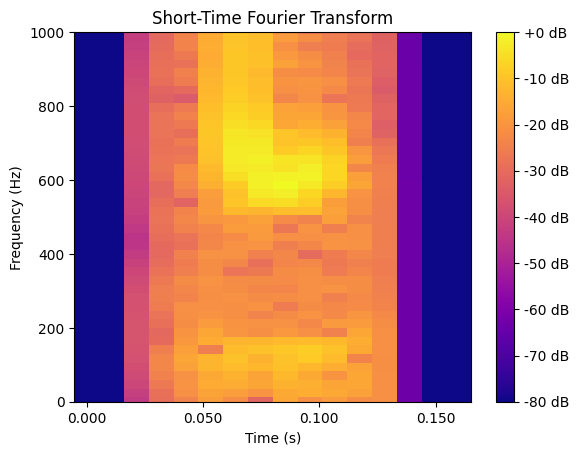 Short-Time Fourier Transform
1000
800
600
400
200
0
Frequency (Hz)
0.000
0.050
0.100
0.150
Time (s)
+0 dB
-10 dB
-20 dB
-30 dB
-40 dB
-50 dB
-60 dB
-70 dB
-80 dB